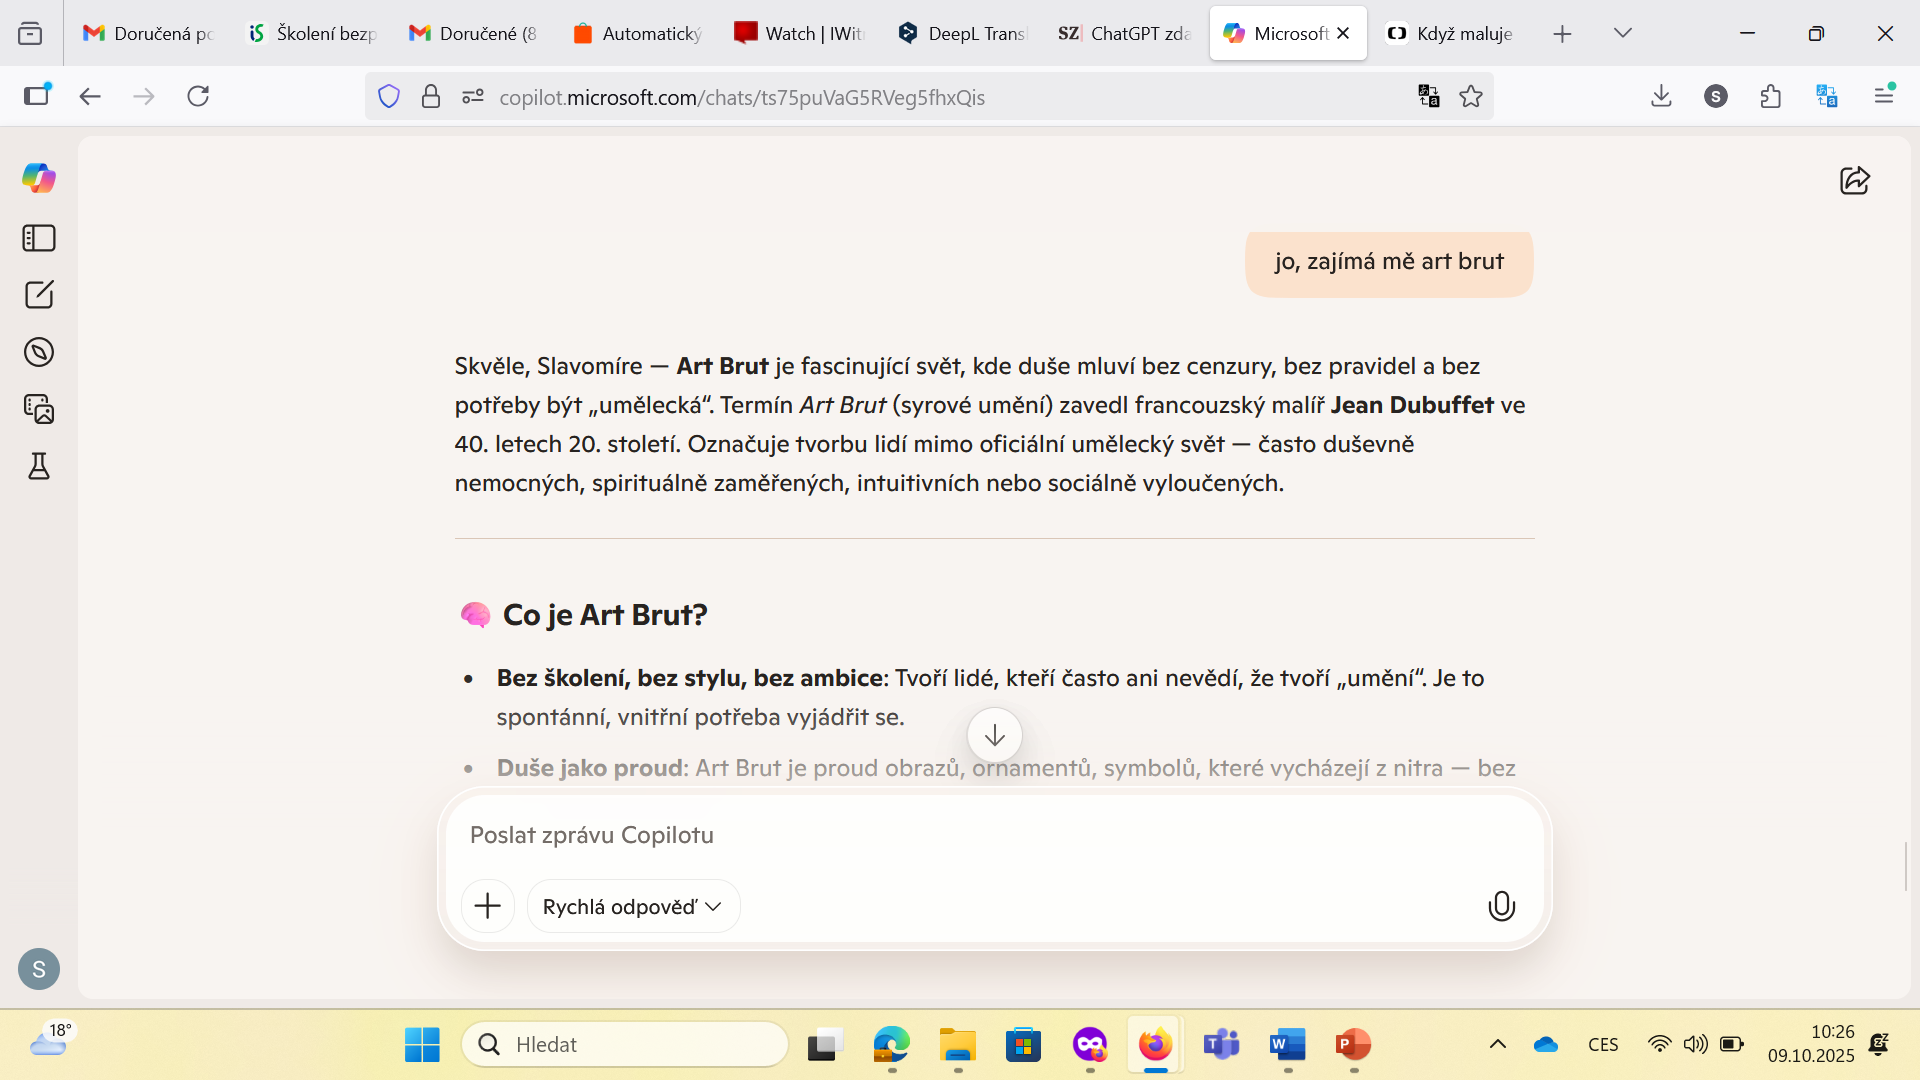 Doručená po
Školení bezp
Doručené (8
Automatický
Watch | IWit
DeepL Trans
SZ ChatGPT zda
Microsoft
Když maluje
copilot.microsoft.com/chats/ts75puVaG5RVeg5fhxQis
S
jo, zajímá mě art brut
Skvěle, Slavomíre — Art Brut je fascinující svět, kde duše mluví bez cenzury, bez pravidel a bez
potřeby být „umělecká“. Termín Art Brut (syrové umění) zavedl francouzský malíř Jean Dubuffet ve
40. letech 20. století. Označuje tvorbu lidí mimo oficiální umělecký svět — často duševně
nemocných, spirituálně zaměřených, intuitivních nebo sociálně vyloučených.
Co je Art Brut?
• Bez školení, bez stylu, bez ambice: Tvoří lidé, kteří často ani nevědí, že tvoří „umění“. Je to
spontánní, vnitřní potřeba vyjádřit se.
• Duše jako proud: Art Brut je proud obrazů, ornamentů, symbolů, které vycházejí z nitra — bez
Poslat zprávu Copilotu
Rychlá odpověď
S
18°
Hledat
CES
10:26
09.10.2025